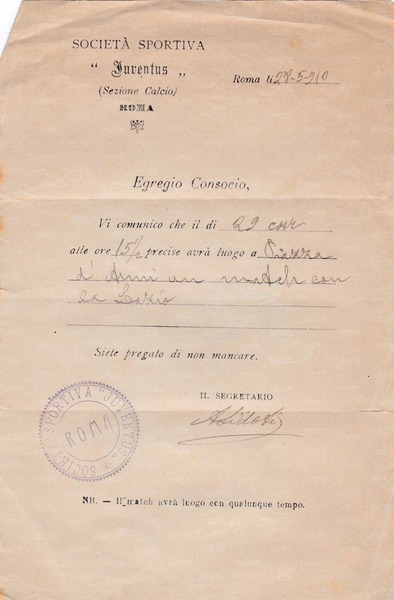 SOCIETÀ SPORTIVA
"Juventus„
(Sezione Calcio)
ROMA
Roma li 28-5-910
Egregio Consocio,
Vi comunico che il dì 29 corr
alle ore 15½ precise avrà luogo a Piazza
d'Armi un match con
la Lazio
Siete pregato di non mancare.
IL SEGRETARIO
SOCIETÀ SPORTIVA "JUVENTUS"
ROMA
NB. — Il match avrà luogo con qualunque tempo.